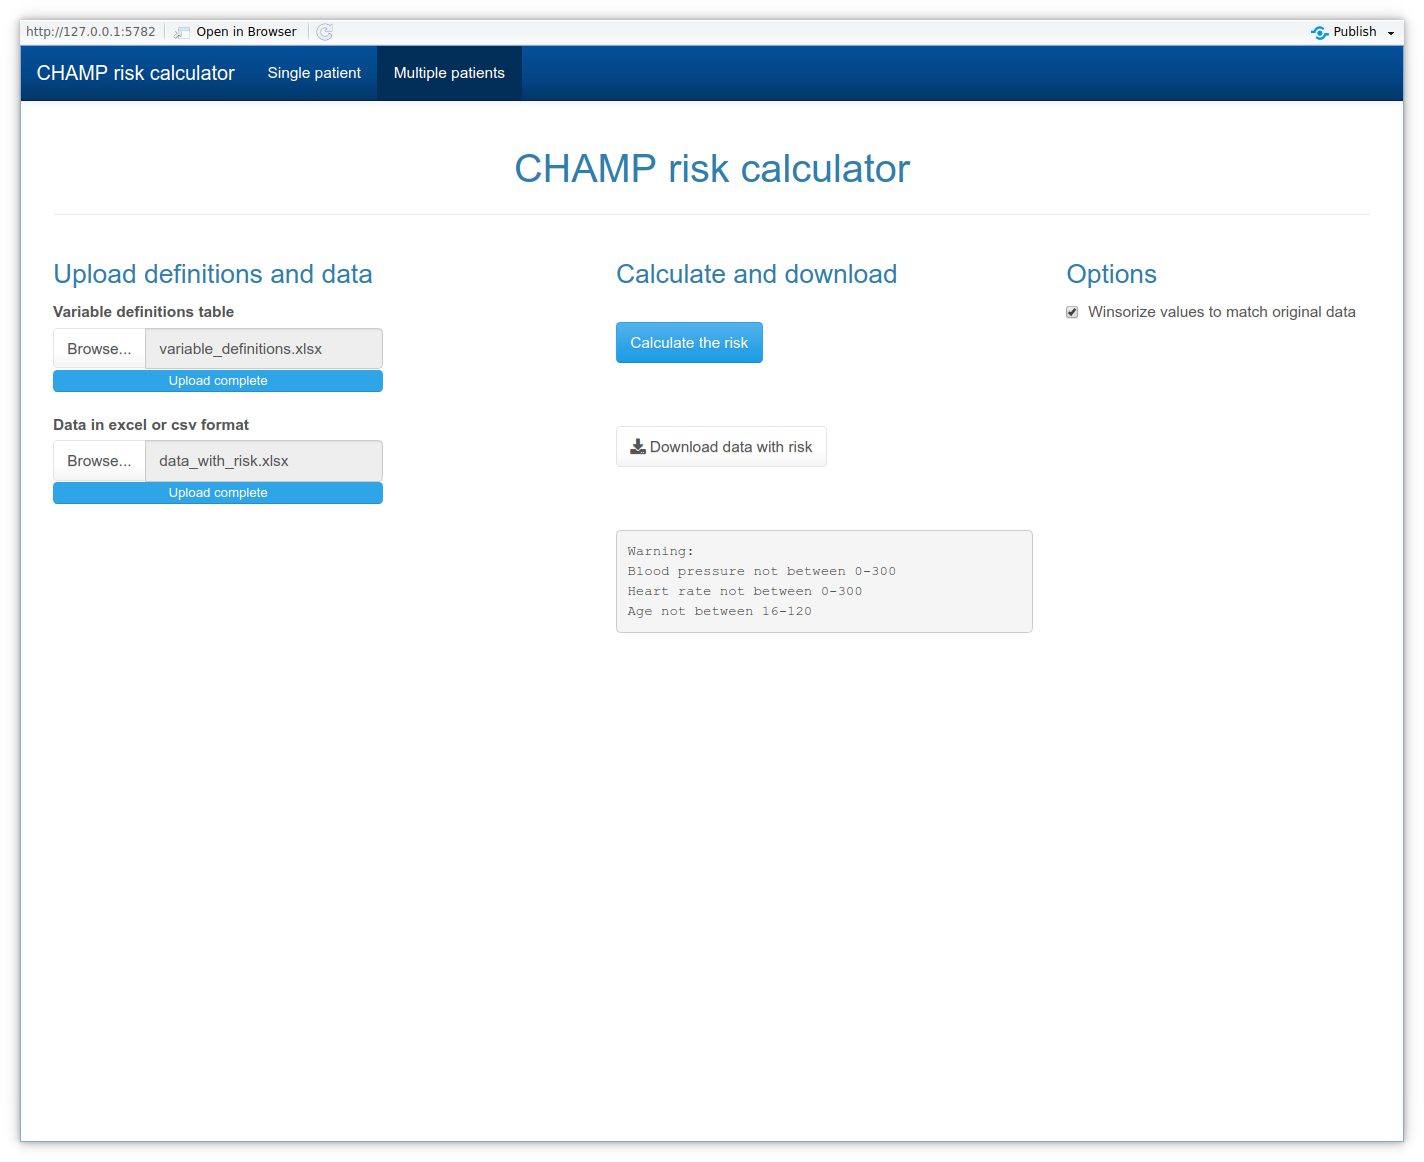 http://127.0.0.1:5782 Open in Browser Publish
CHAMP risk calculator Single patient Multiple patients
CHAMP risk calculator
Upload definitions and data
Variable definitions table
Browse... variable_definitions.xlsx
Upload complete
Data in excel or csv format
Browse... data_with_risk.xlsx
Upload complete
Calculate and download
Calculate the risk
Download data with risk
Warning:
Blood pressure not between 0-300
Heart rate not between 0-300
Age not between 16-120
Options
Winsorize values to match original data